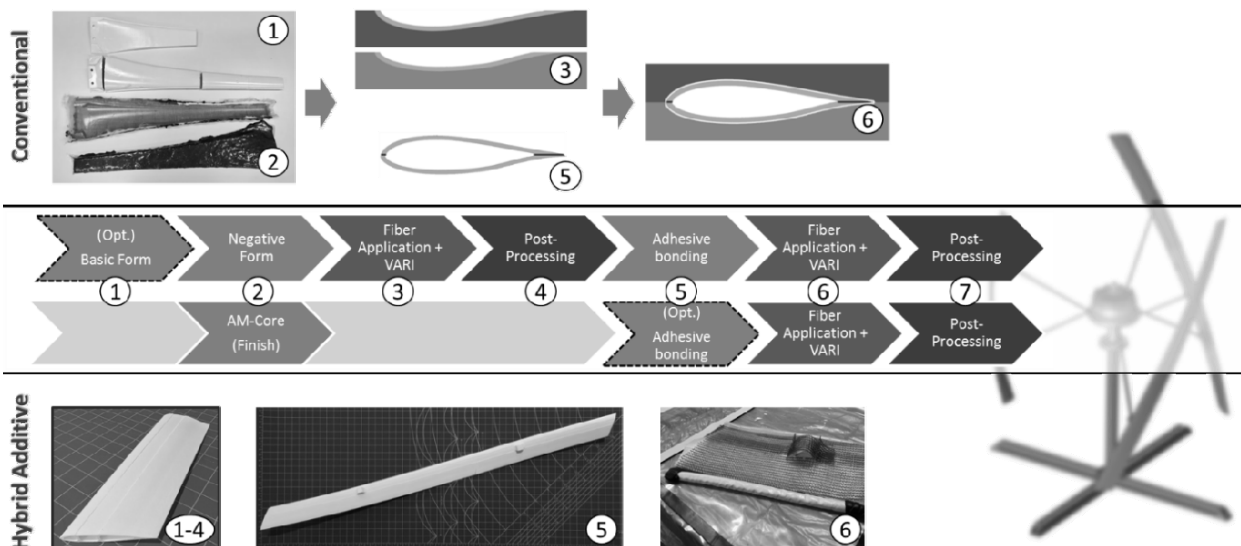 Conventional
1
2
3
5
6
(Opt.)
Basic Form
Negative
Form
Fiber
Application +
VARI
Post-
Processing
Adhesive
bonding
Fiber
Application +
VARI
Post-
Processing
1
2
3
4
5
6
7
AM-Core
(Finish)
(Opt.)
Adhesive
bonding
Fiber
Application +
VARI
Post-
Processing
Hybrid Additive
1-4
5
6